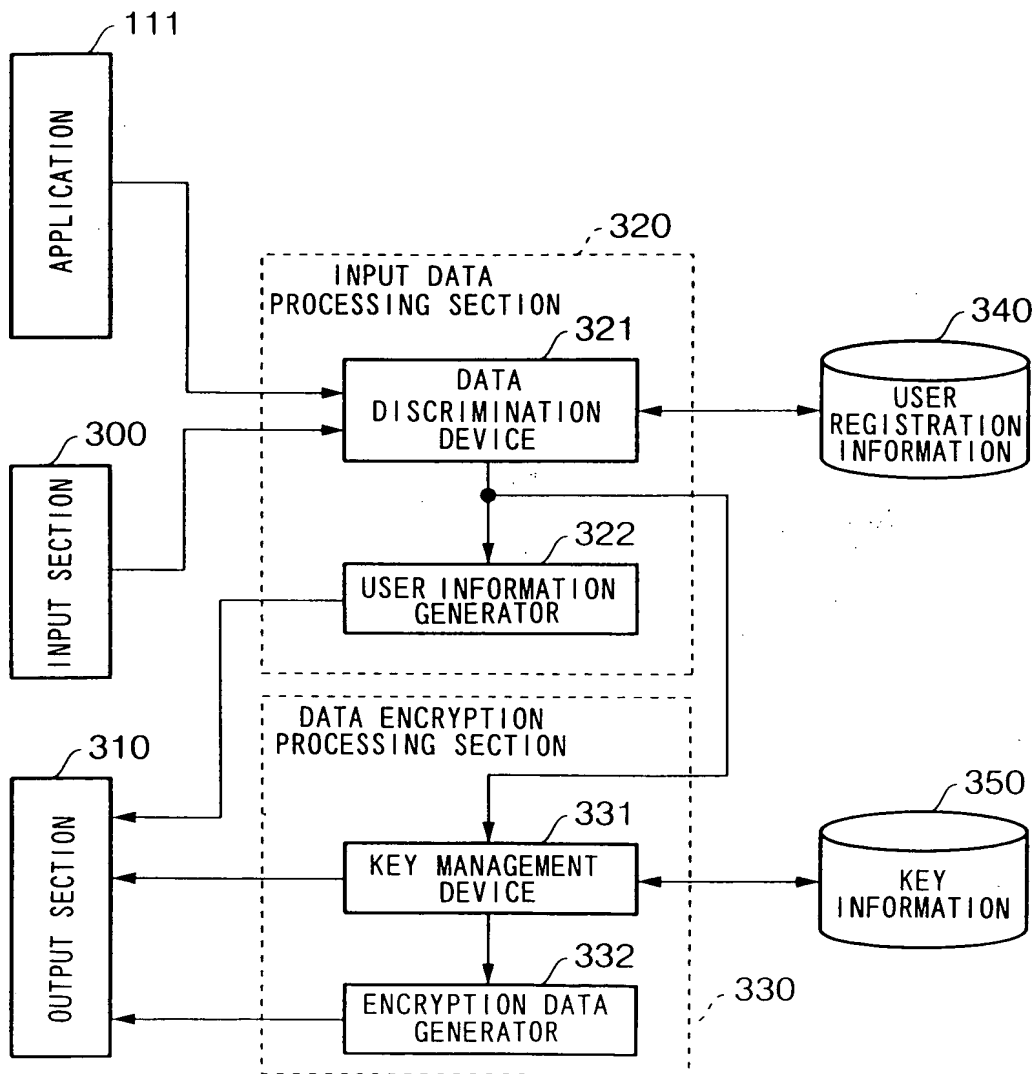 111
APPLICATION
320
INPUT DATA
PROCESSING SECTION
321
DATA
DISCRIMINATION
DEVICE
340
USER
REGISTRATION
INFORMATION
300
INPUT SECTION
322
USER INFORMATION
GENERATOR
DATA ENCRYPTION
PROCESSING SECTION
310
OUTPUT SECTION
331
KEY MANAGEMENT
DEVICE
350
KEY
INFORMATION
332
ENCRYPTION DATA
GENERATOR
330